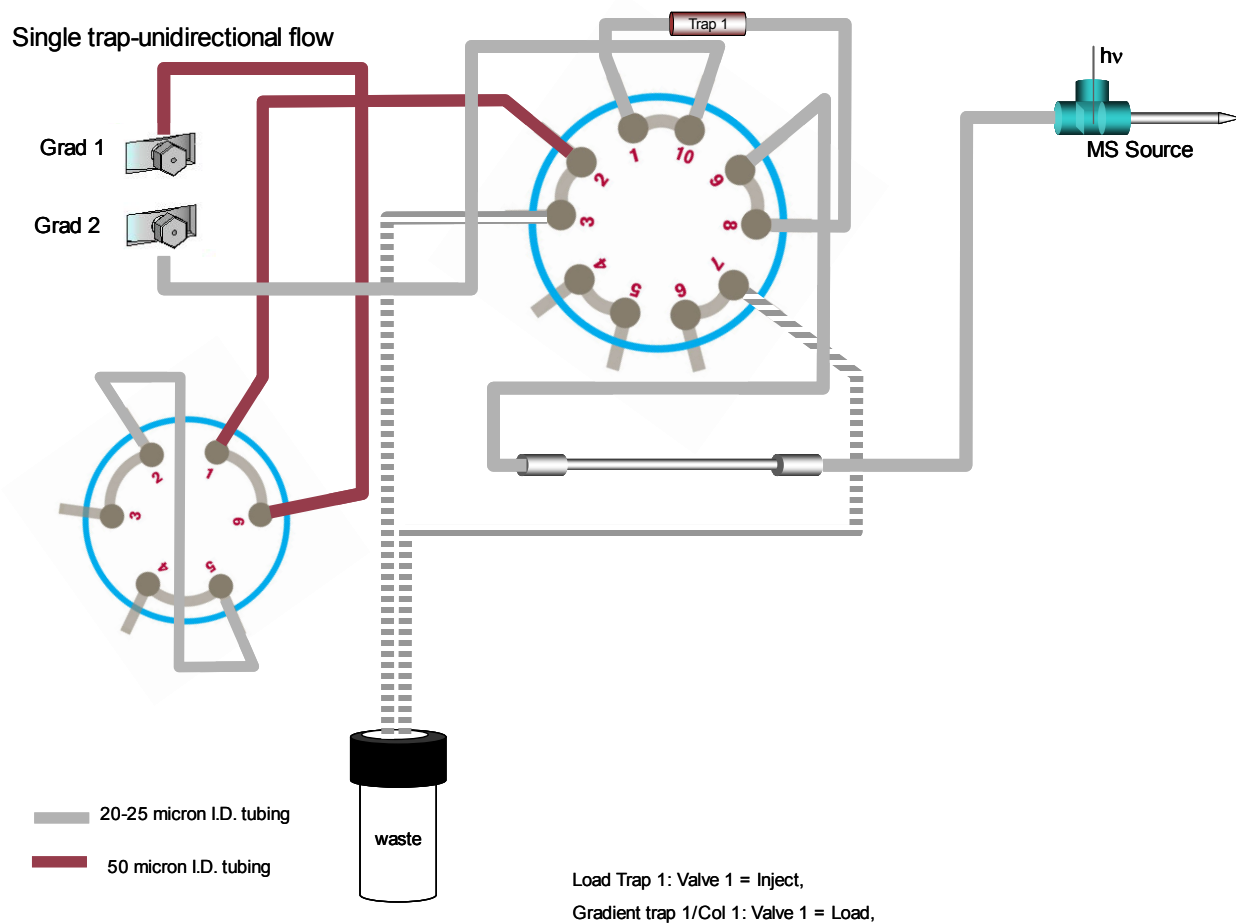 Single trap-unidirectional flow
Trap 1
hν
Grad 1
MS Source
Grad 2
1
10
2
9
3
8
4
7
5
6
2
1
3
6
4
5
waste
20-25 micron I.D. tubing
50 micron I.D. tubing
Load Trap 1: Valve 1 = Inject,
Gradient trap 1/Col 1: Valve 1 = Load,